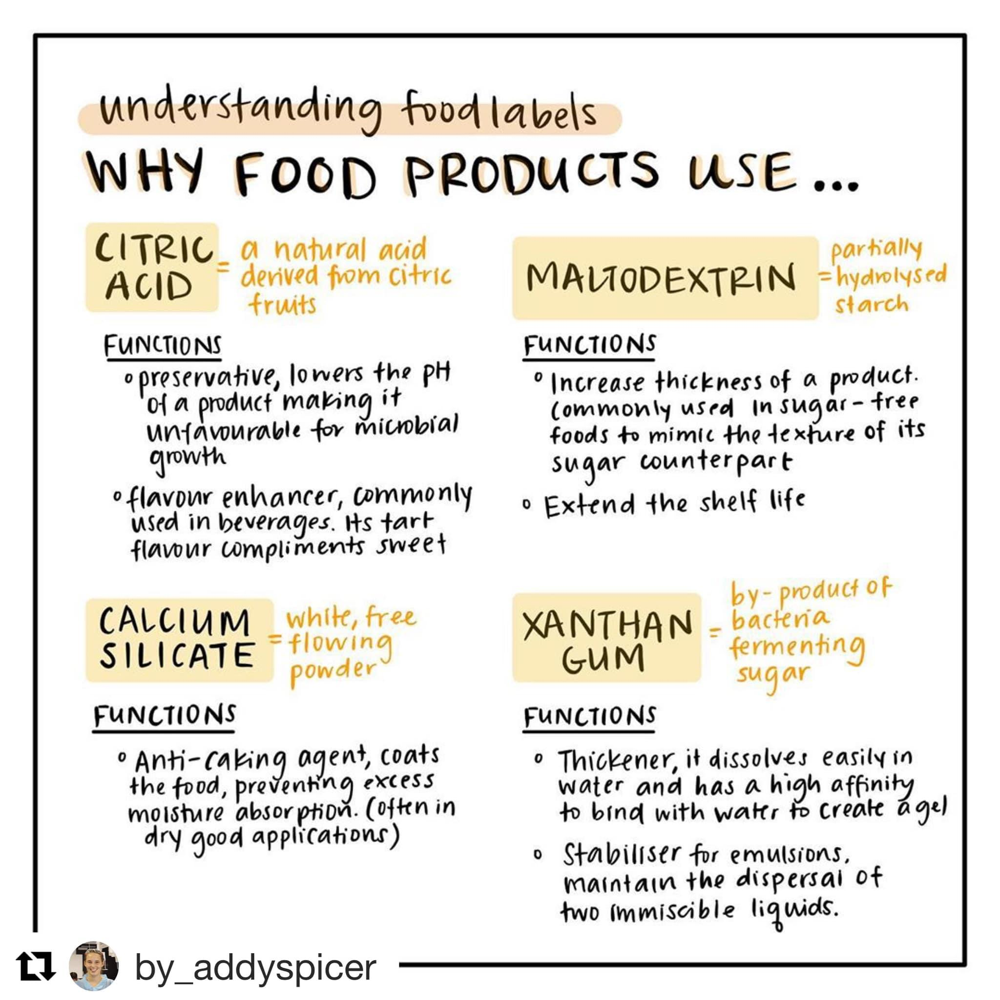 understanding food labels
WHY FOOD PRODUCTS USE...
CITRIC
ACID
= a natural acid
derived from citric
fruits
FUNCTIONS
° preservative, lowers the pH
of a product making it
unfavourable for microbial
growth
° flavour enhancer, commonly
used in beverages. Its tart
flavour compliments sweet
MALTODEXTRIN
partially
= hydrolysed
starch
FUNCTIONS
° Increase thickness of a product.
Commonly used in sugar-free
foods to mimic the texture of its
sugar counterpart
° Extend the shelf life
CALCIUM
SILICATE
white, free
= flowing
powder
FUNCTIONS
° Anti-caking agent, coats
the food, preventing excess
moisture absorption. (often in
dry good applications)
XANTHAN
GUM
by-product of
= bacteria
fermenting
sugar
FUNCTIONS
° Thickener, it dissolves easily in
water and has a high affinity
to bind with water to create a gel
° Stabiliser for emulsions,
maintain the dispersal of
two immiscible liquids.
by_addyspicer